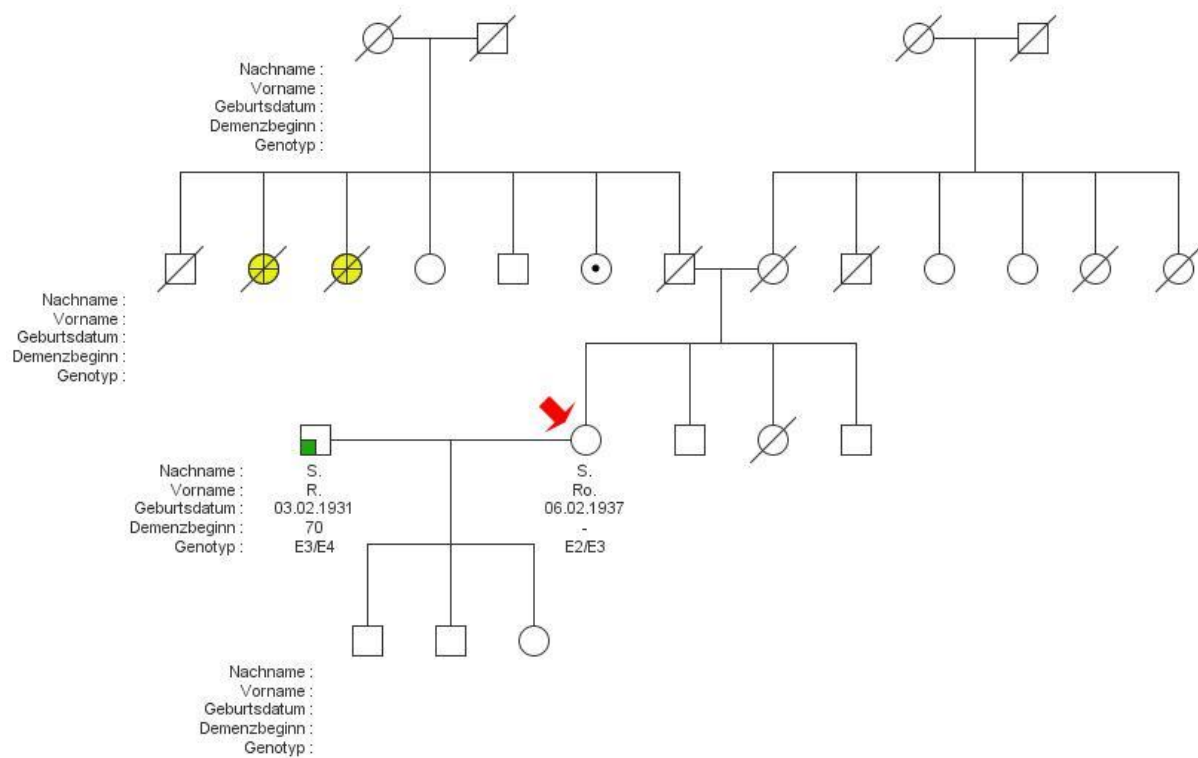 Nachname :
Vorname :
Geburtsdatum :
Demenzbeginn :
Genotyp :
Nachname :
Vorname :
Geburtsdatum :
Demenzbeginn :
Genotyp :
Nachname : S. S.
Vorname : R. Ro.
Geburtsdatum : 03.02.1931 06.02.1937
Demenzbeginn : 70 -
Genotyp : E3/E4 E2/E3
Nachname :
Vorname :
Geburtsdatum :
Demenzbeginn :
Genotyp :